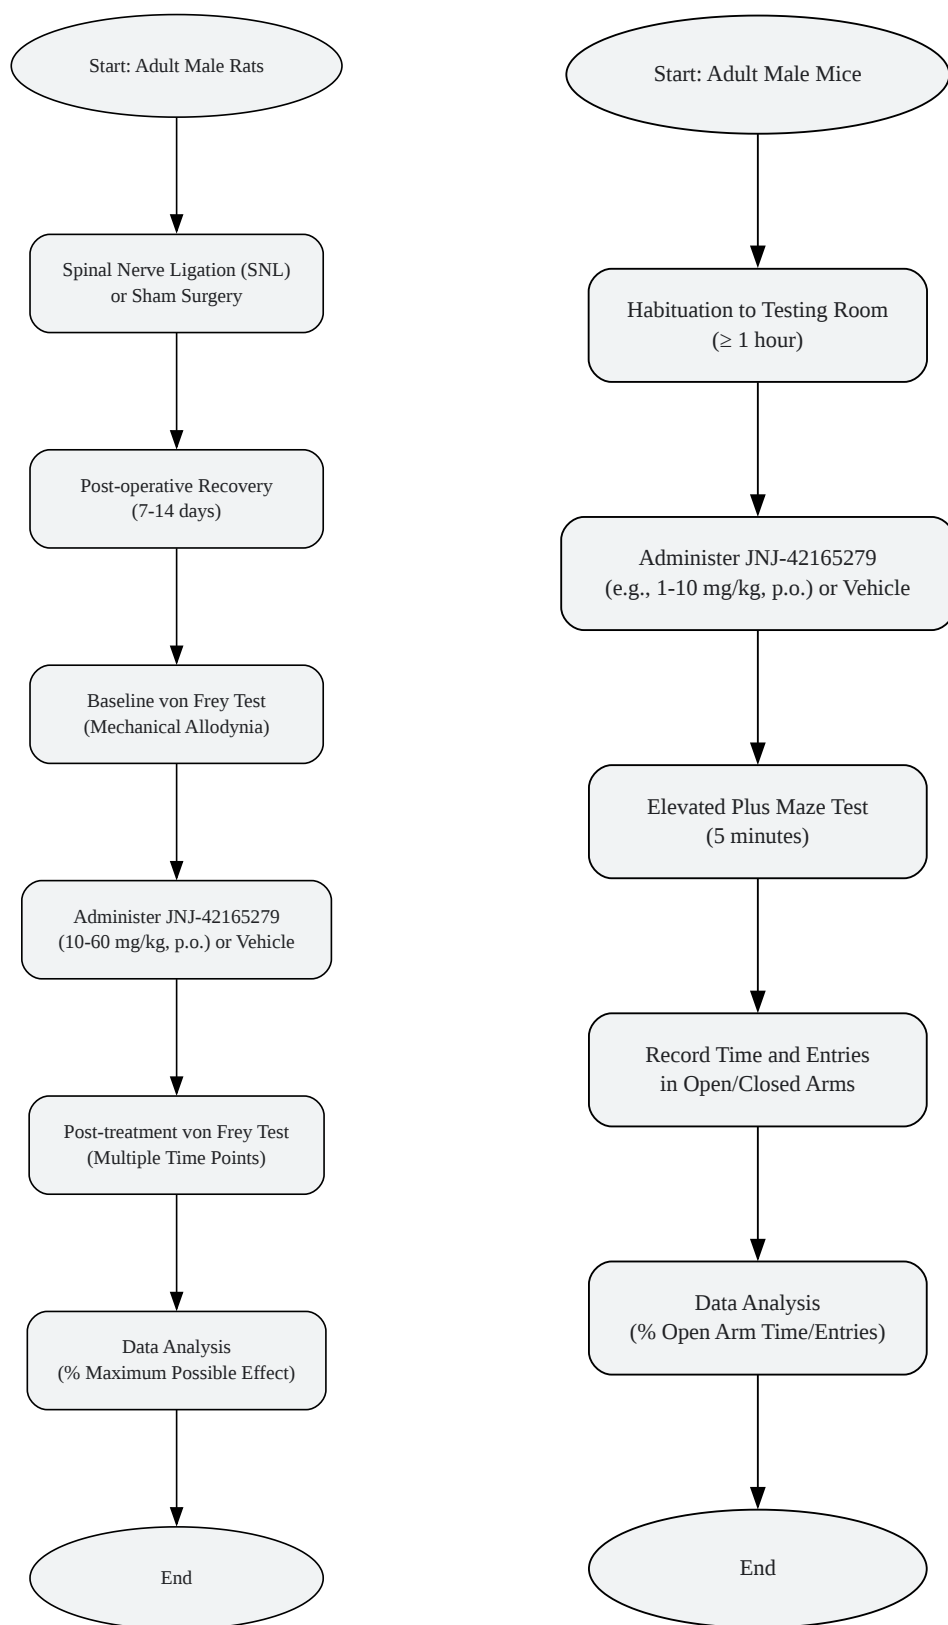 Start: Adult Male Rats
Spinal Nerve Ligation (SNL)
or Sham Surgery
Post-operative Recovery
(7-14 days)
Baseline von Frey Test
(Mechanical Allodynia)
Administer JNJ-42165279
(10-60 mg/kg, p.o.) or Vehicle
Post-treatment von Frey Test
(Multiple Time Points)
Data Analysis
(% Maximum Possible Effect)
End
Start: Adult Male Mice
Habituation to Testing Room
(≥ 1 hour)
Administer JNJ-42165279
(e.g., 1-10 mg/kg, p.o.) or Vehicle
Elevated Plus Maze Test
(5 minutes)
Record Time and Entries
in Open/Closed Arms
Data Analysis
(% Open Arm Time/Entries)
End